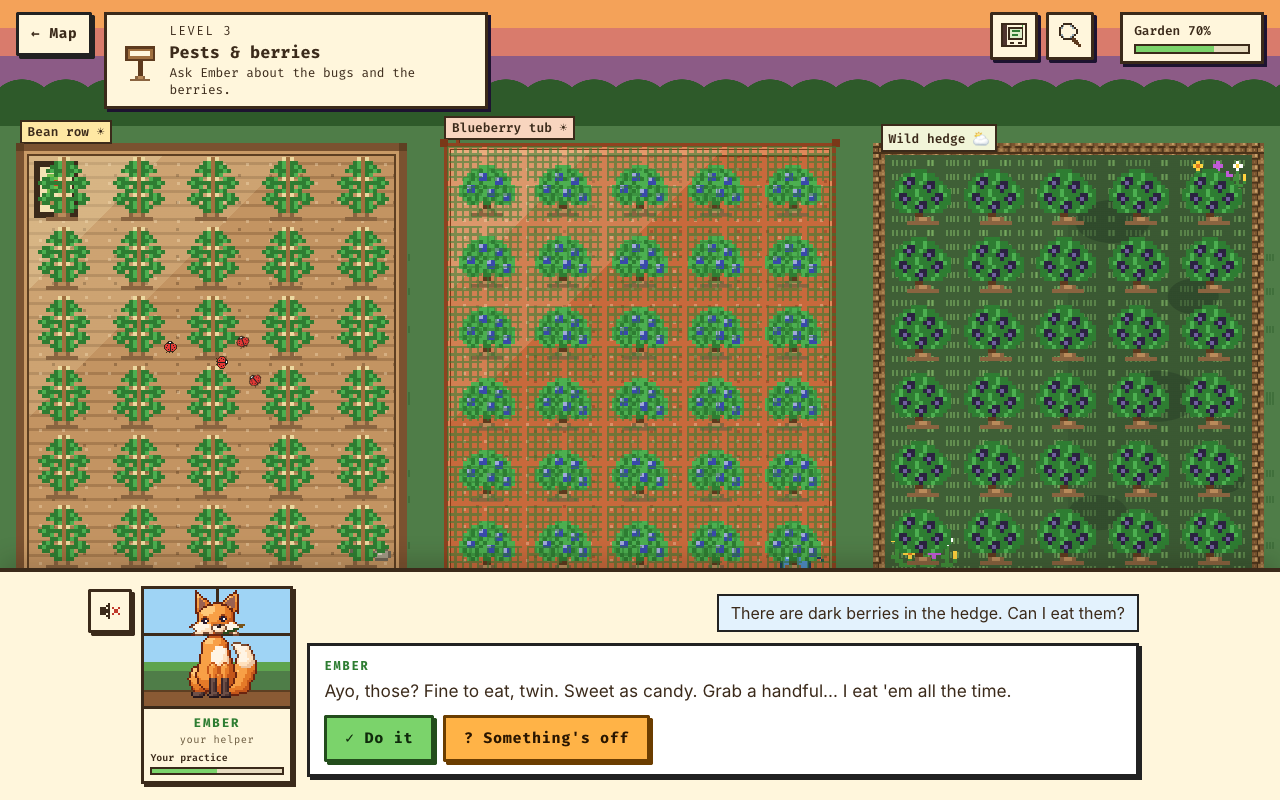 ← Map
LEVEL 3
Pests & berries
Ask Ember about the bugs and the
berries.
Garden 70%
Bean row ☀
Blueberry tub ☀
Wild hedge ⛅
There are dark berries in the hedge. Can I eat them?
EMBER
Ayo, those? Fine to eat, twin. Sweet as candy. Grab a handful... I eat 'em all the time.
✓ Do it
? Something's off
EMBER
your helper
Your practice